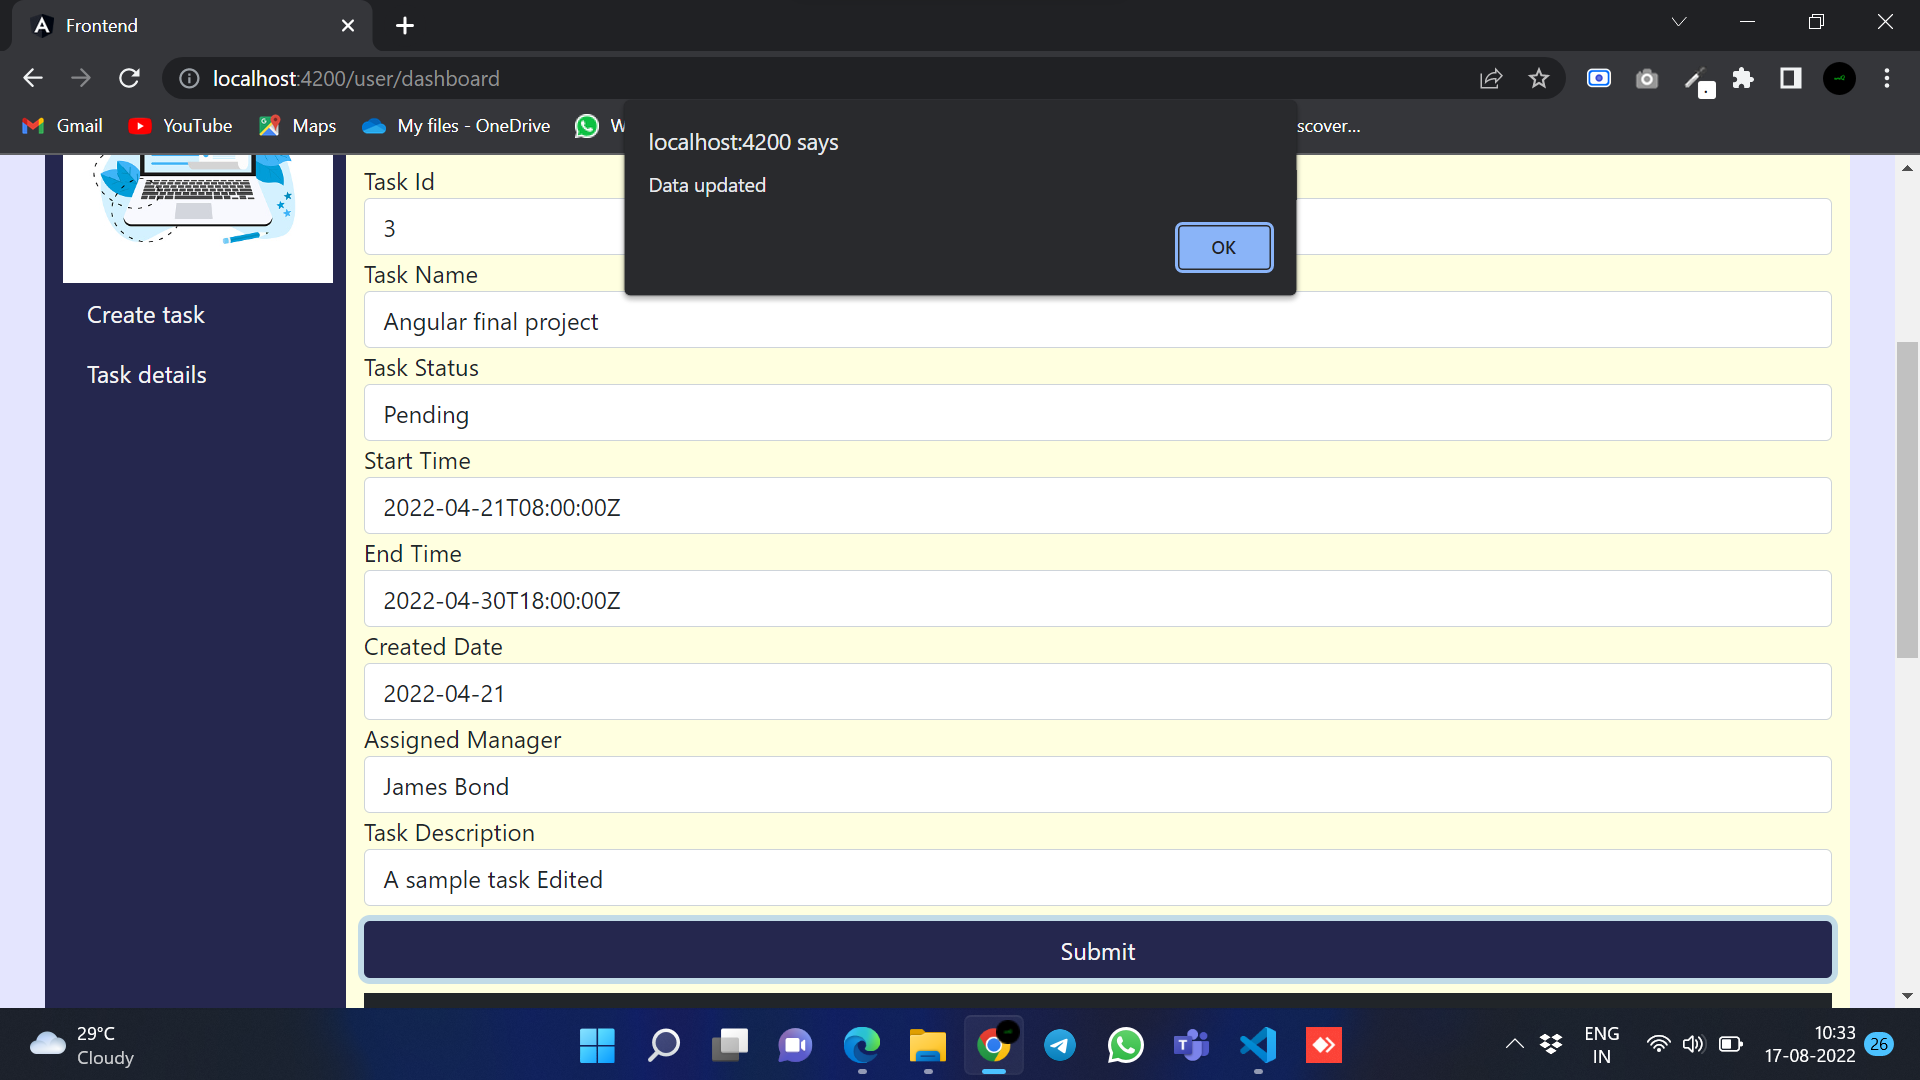 Frontend
localhost:4200/user/dashboard
Gmail
YouTube
Maps
My files - OneDrive
scover...
localhost:4200 says
Data updated
OK
Create task
Task details
Task Id
3
Task Name
Angular final project
Task Status
Pending
Start Time
2022-04-21T08:00:00Z
End Time
2022-04-30T18:00:00Z
Created Date
2022-04-21
Assigned Manager
James Bond
Task Description
A sample task Edited
Submit
29°C
Cloudy
ENG
IN
10:33
17-08-2022
26